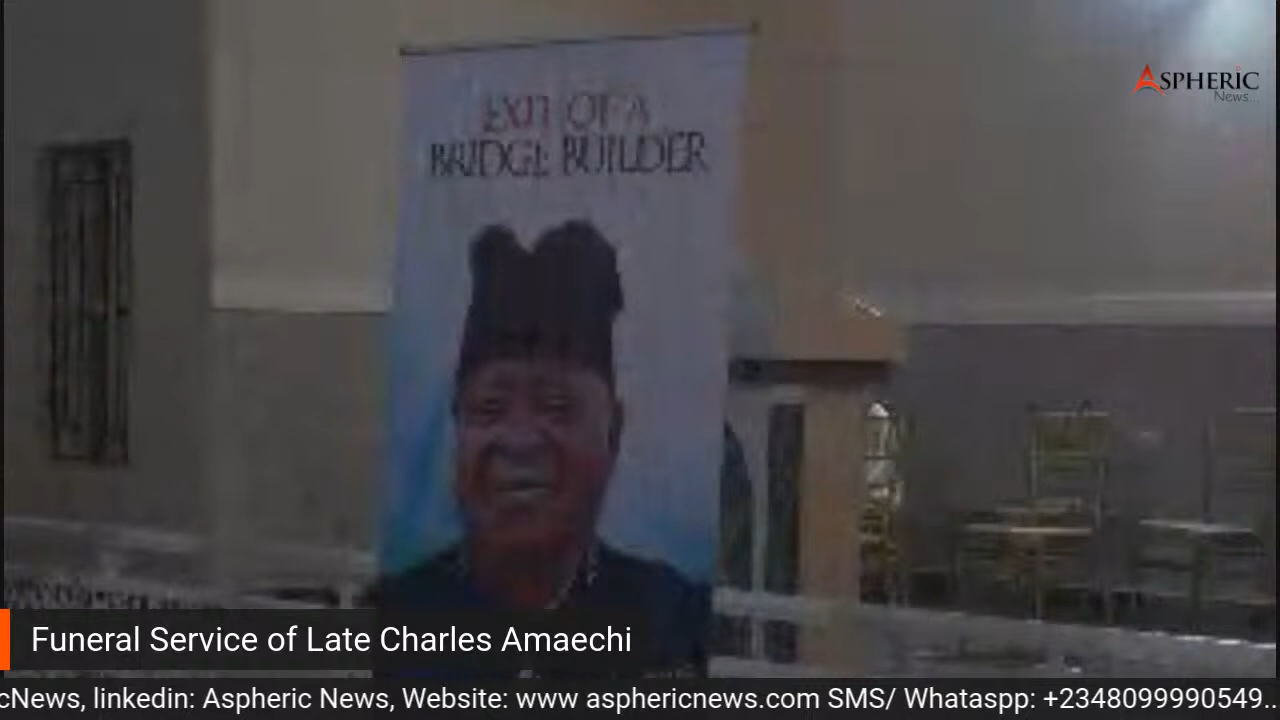 EXIT OF A
BRIDGE BUILDER
ASPHERIC
News...
Funeral Service of Late Charles Amaechi
cNews, linkedin: Aspheric News, Website: www asphericnews.com SMS/ Whataspp: +2348099990549..